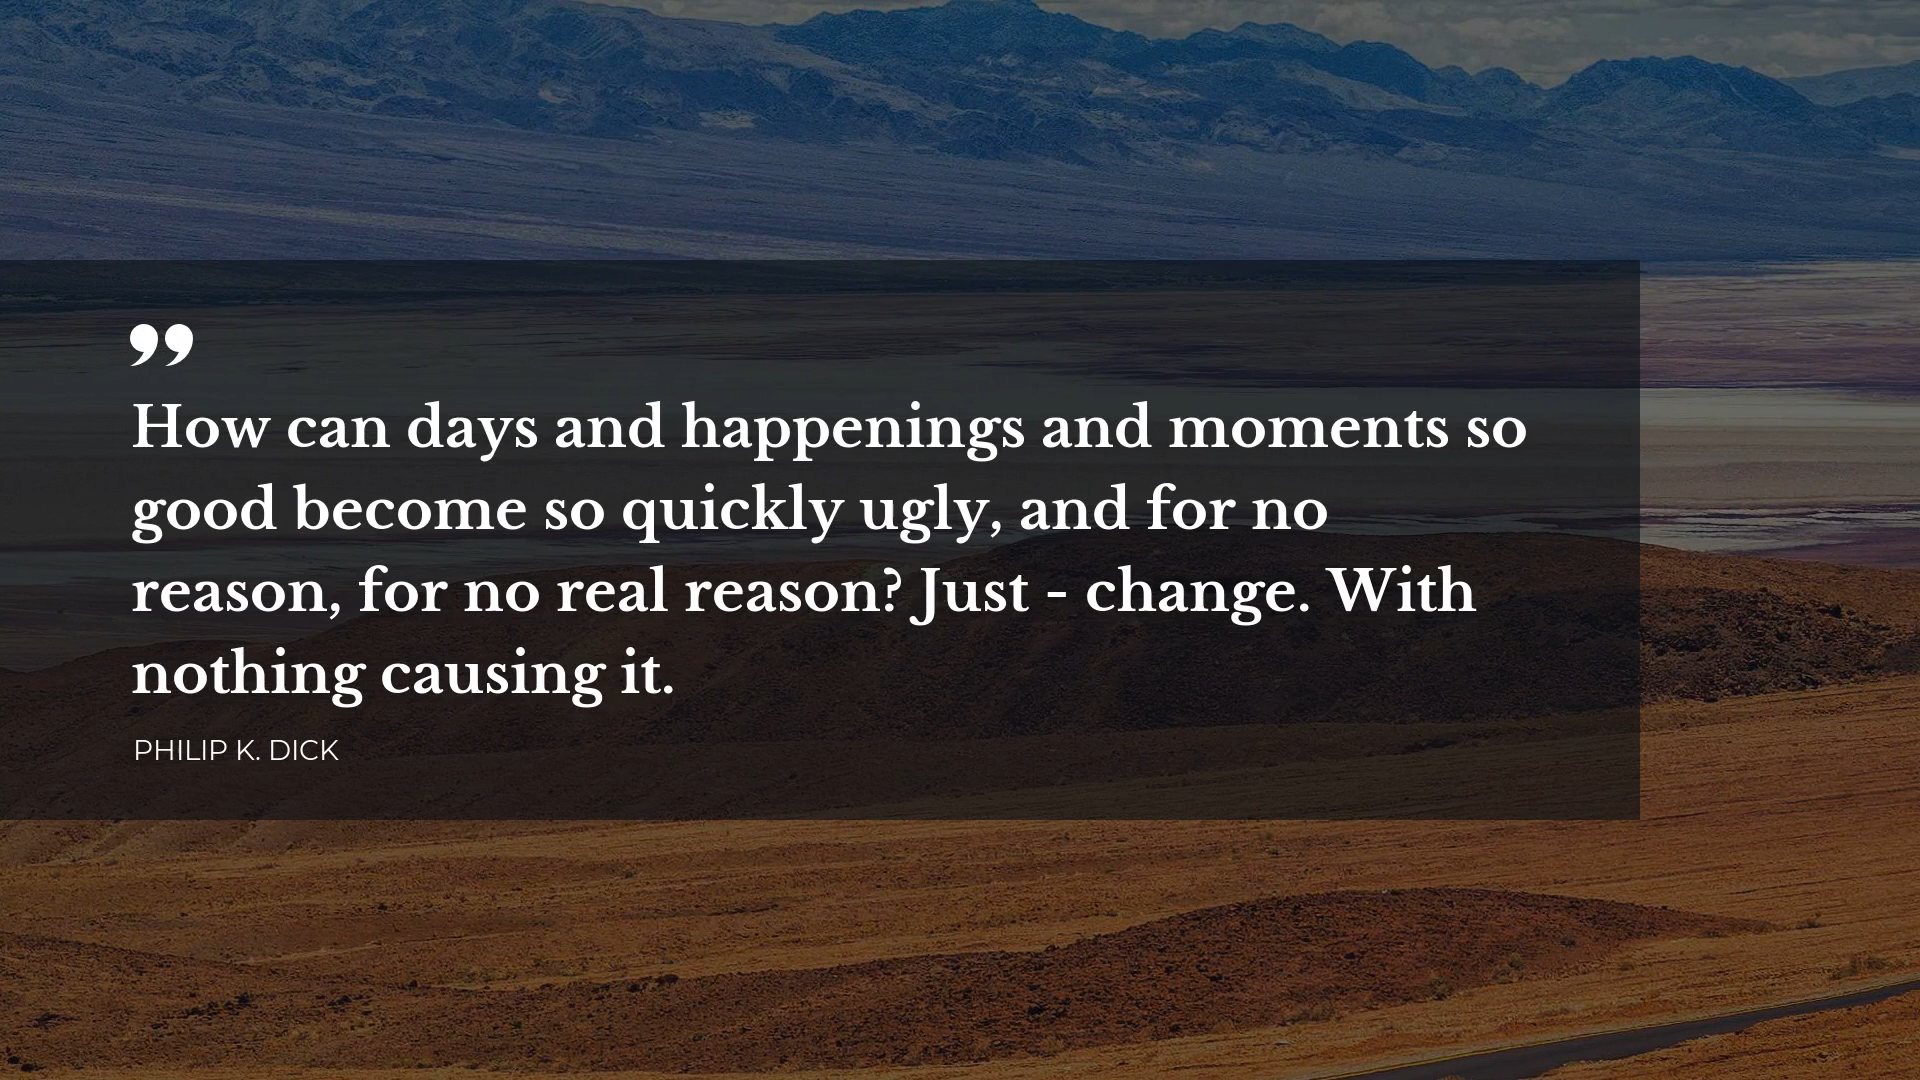 ”
How can days and happenings and moments so
good become so quickly ugly, and for no
reason, for no real reason? Just - change. With
nothing causing it.
PHILIP K. DICK